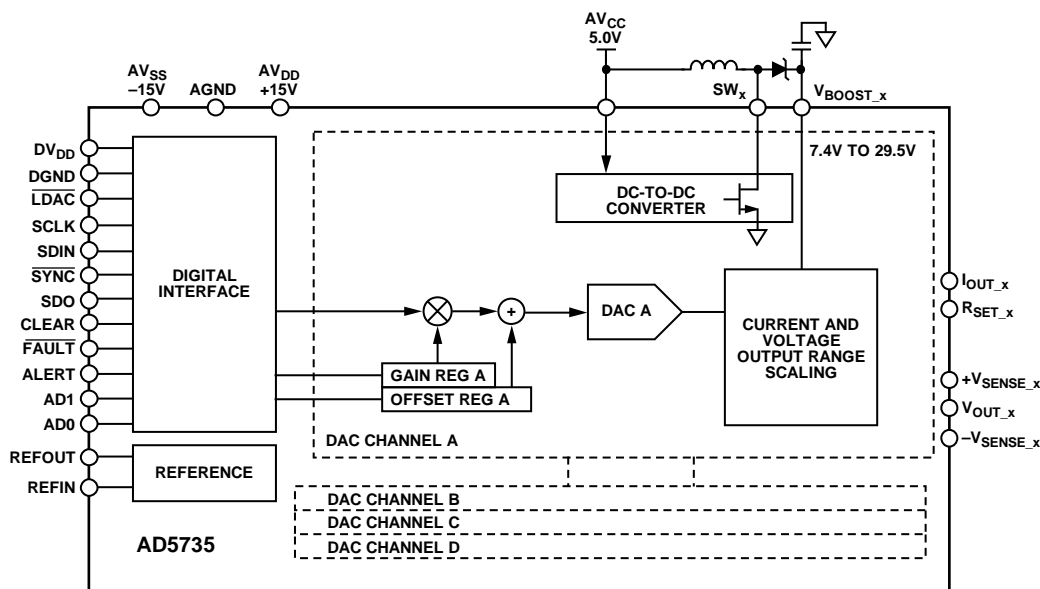 AVCC
5.0V
AVSS
–15V
AGND
AVDD
+15V
SWx
VBOOST_x
DVDD
DGND
LDAC
SCLK
SDIN
SYNC
SDO
CLEAR
FAULT
ALERT
AD1
AD0
REFOUT
REFIN
DIGITAL
INTERFACE
REFERENCE
7.4V TO 29.5V
DC-TO-DC
CONVERTER
+
DAC A
GAIN REG A
OFFSET REG A
CURRENT AND
VOLTAGE
OUTPUT RANGE
SCALING
DAC CHANNEL A
DAC CHANNEL B
DAC CHANNEL C
DAC CHANNEL D
IOUT_x
RSET_x
+VSENSE_x
VOUT_x
–VSENSE_x
AD5735